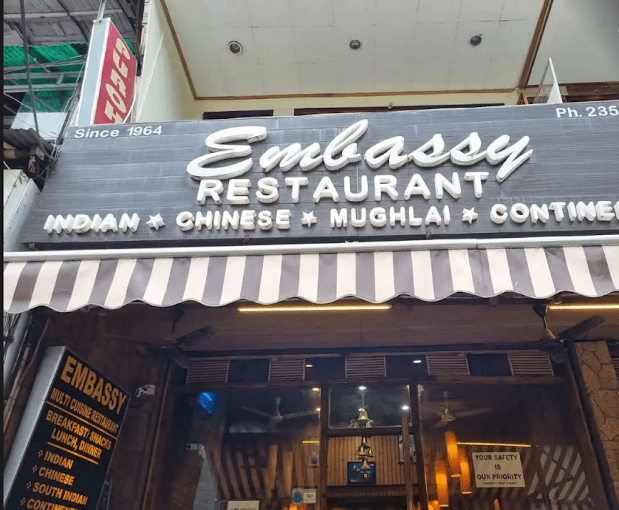 Since 1964
Ph. 235
Embassy
RESTAURANT
INDIAN ★ CHINESE ★ MUGHLAI ★ CONTINE
EMBASSY
MULTI CUISINE RESTAURANT
BREAKFAST/ SNACKS
LUNCH, DINNER
INDIAN
CHINESE
SOUTH INDIAN
CONTINEN
YOUR SAFETY
IS
OUR PRIORITY